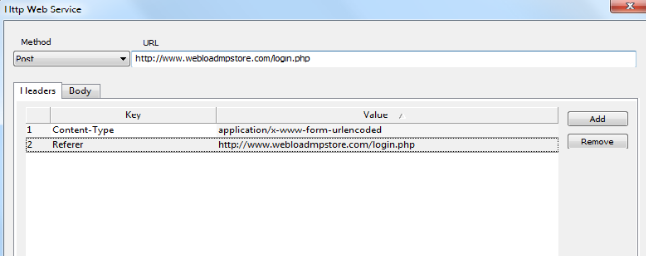 Http Web Service
Method URL
Post http://www.webloadmpstore.com/login.php
Headers Body
Key Value
1 Content-Type application/x-www-form-urlencoded Add
2 Referer http://www.webloadmpstore.com/login.php Remove